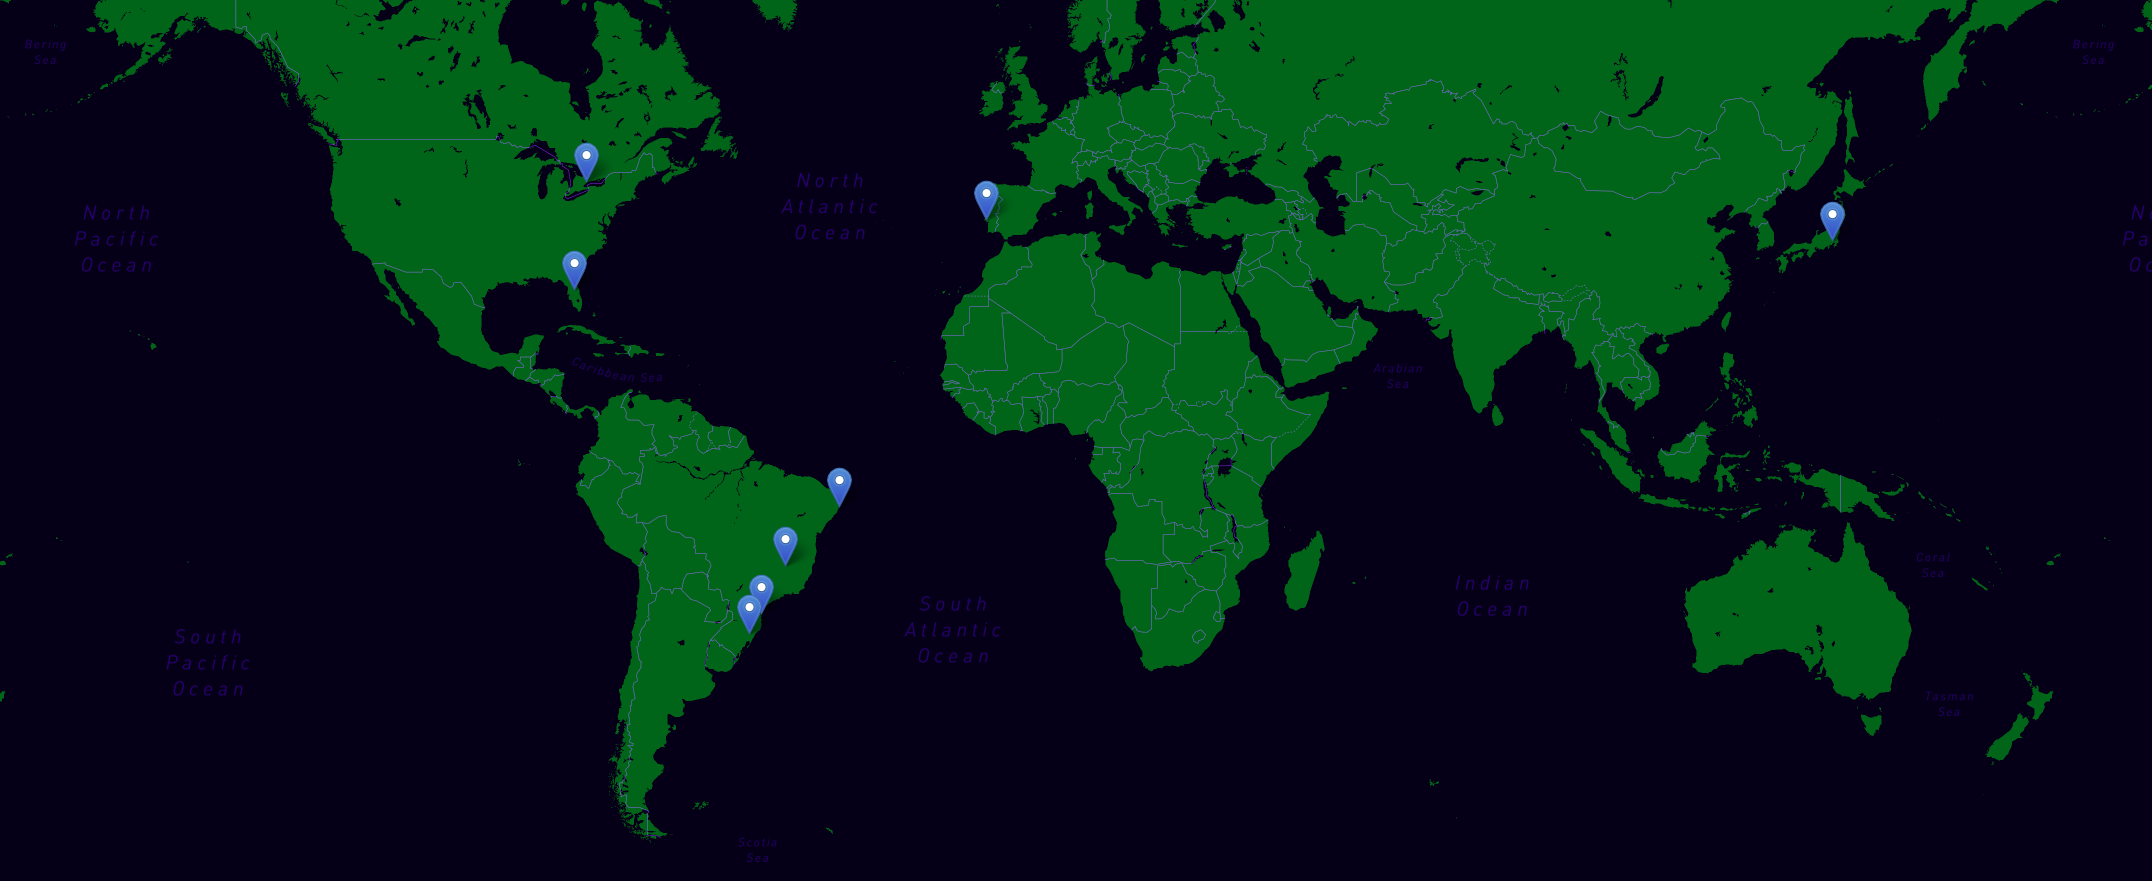 Bering
Sea
Bering
Sea
North
Atlantic
Ocean
North
Pacific
Ocean
Caribbean Sea
Arabian
Sea
Coral
Sea
Indian
Ocean
South
Atlantic
Ocean
South
Pacific
Ocean
Tasman
Sea
Scotia
Sea